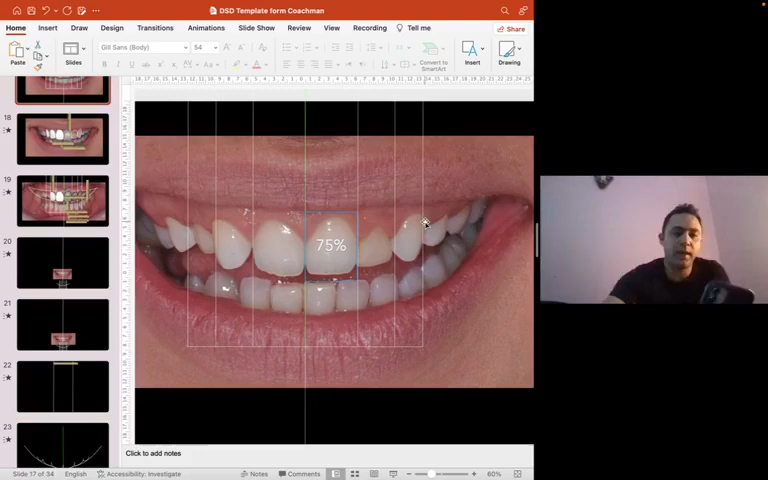 DSD Template form Coachman
Home Insert Draw Design Transitions Animations Slide Show Review View Recording Tell me Share
Paste Slides Gill Sans (Body) 54 Convert to SmartArt Insert Drawing
B I U
18
19
20
21
22
23
75%
Click to add notes
Slide 17 of 34 English Accessibility: Investigate Notes Comments 60%